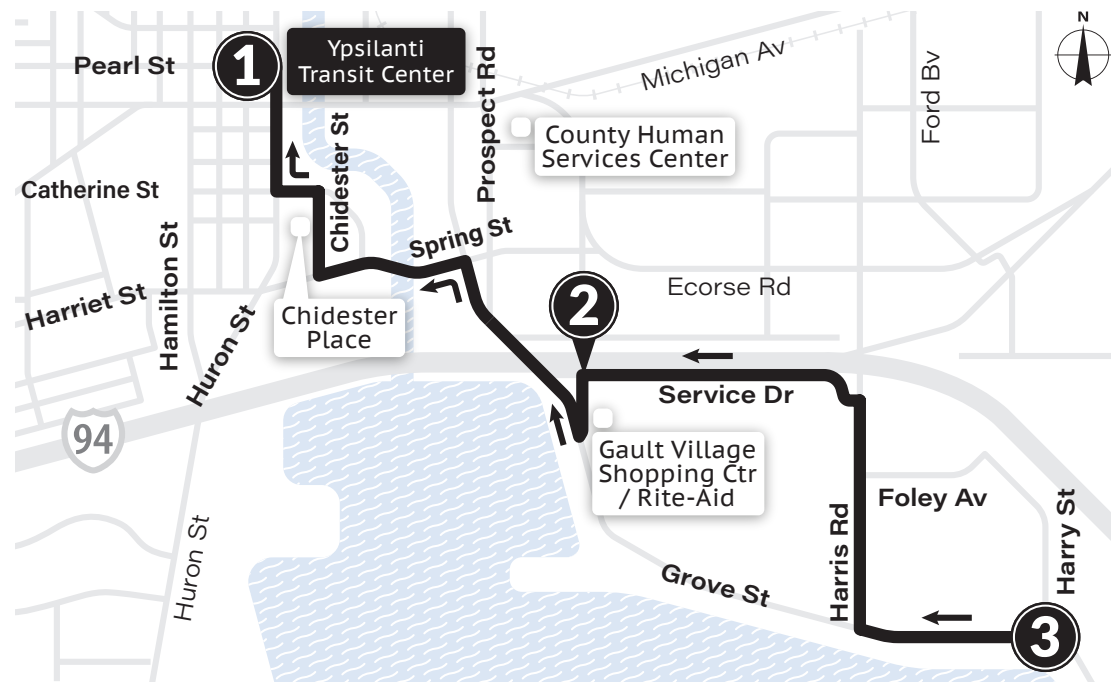 N
Pearl St
1
Ypsilanti
Transit Center
Prospect Rd
Michigan Av
Ford Bv
County Human
Services Center
Chidester St
Catherine St
Spring St
Hamilton St
Harriet St
Huron St
Chidester
Place
2
Ecorse Rd
Service Dr
94
Gault Village
Shopping Ctr
/ Rite-Aid
Foley Av
Harry St
Harris Rd
Huron St
Grove St
3